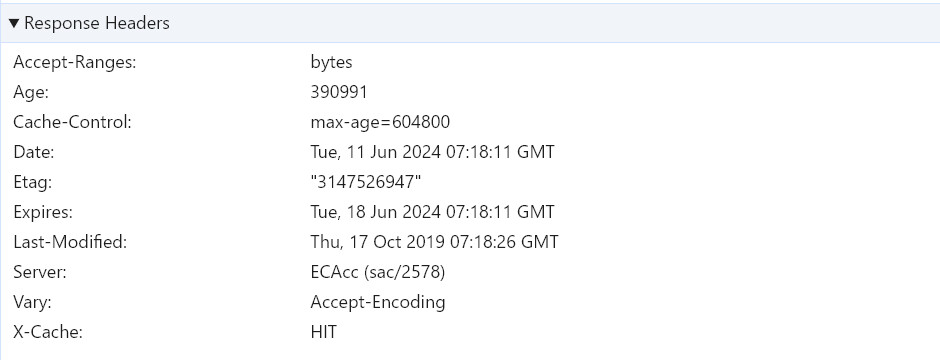 Response Headers
Accept-Ranges: bytes
Age: 390991
Cache-Control: max-age=604800
Date: Tue, 11 Jun 2024 07:18:11 GMT
Etag: "3147526947"
Expires: Tue, 18 Jun 2024 07:18:11 GMT
Last-Modified: Thu, 17 Oct 2019 07:18:26 GMT
Server: ECAcc (sac/2578)
Vary: Accept-Encoding
X-Cache: HIT